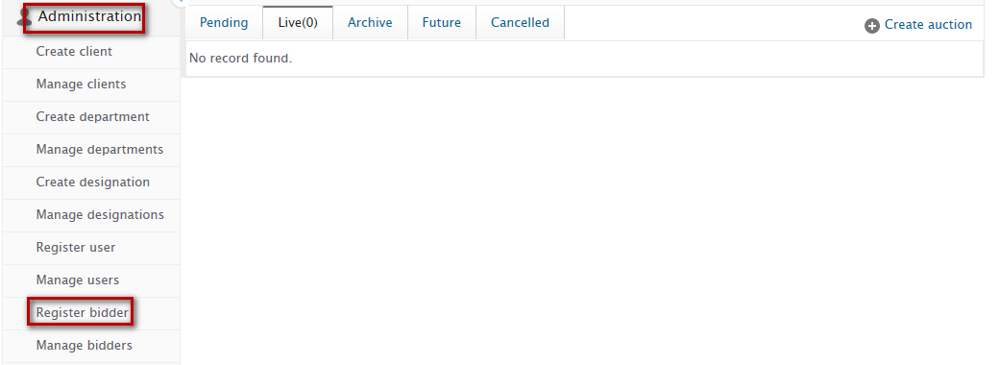 Administration
Create client
Manage clients
Create department
Manage departments
Create designation
Manage designations
Register user
Manage users
Register bidder
Manage bidders
Pending Live(0) Archive Future Cancelled
Create auction
No record found.